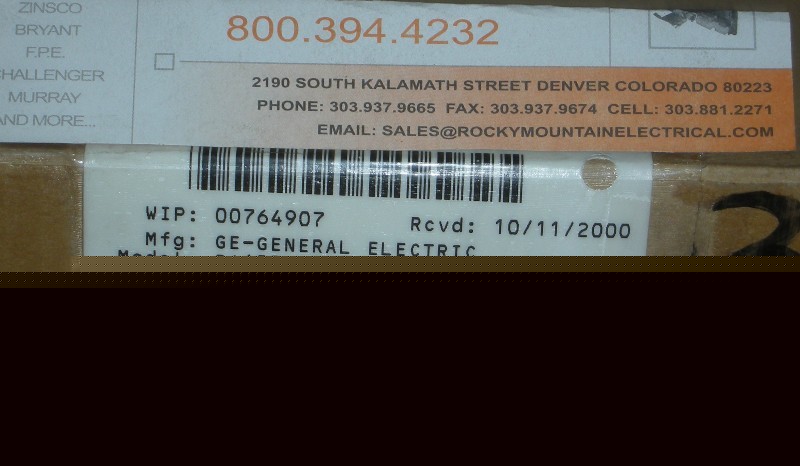 ZINSCO
BRYANT
F.P.E.
CHALLENGER
MURRAY
AND MORE...
800.394.4232
2190 SOUTH KALAMATH STREET DENVER COLORADO 80223
PHONE: 303.937.9665 FAX: 303.937.9674 CELL: 303.881.2271
EMAIL: SALES@ROCKYMOUNTAINELECTRICAL.COM
WIP: 00764907 Rcvd: 10/11/2000
Mfg: GE-GENERAL ELECTRIC